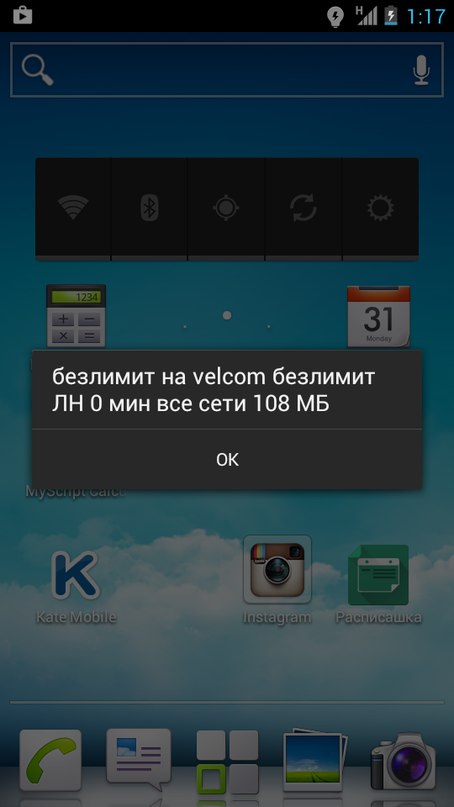 H
1:17
1234
31
Monday
безлимит на velcom безлимит
ЛН 0 мин все сети 108 МБ
OK
MyScript Calcu
Kate Mobile
Instagram
Расписашка